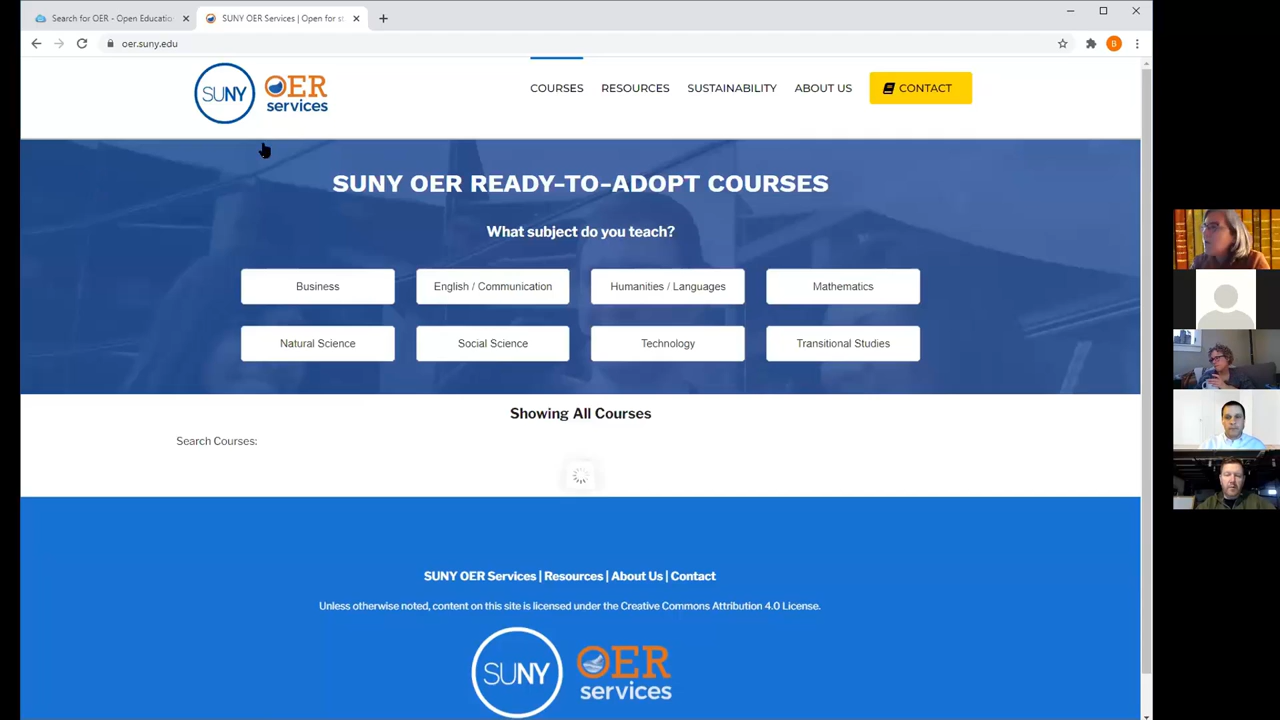 Search for OER - Open Educatio
SUNY OER Services | Open for st
oer.suny.edu
B
SUNY
OER
services
COURSES
RESOURCES
SUSTAINABILITY
ABOUT US
CONTACT
SUNY OER READY-TO-ADOPT COURSES
What subject do you teach?
Business
English / Communication
Humanities / Languages
Mathematics
Natural Science
Social Science
Technology
Transitional Studies
Showing All Courses
Search Courses:
SUNY OER Services | Resources | About Us | Contact
Unless otherwise noted, content on this site is licensed under the Creative Commons Attribution 4.0 License.
SUNY
OER
services